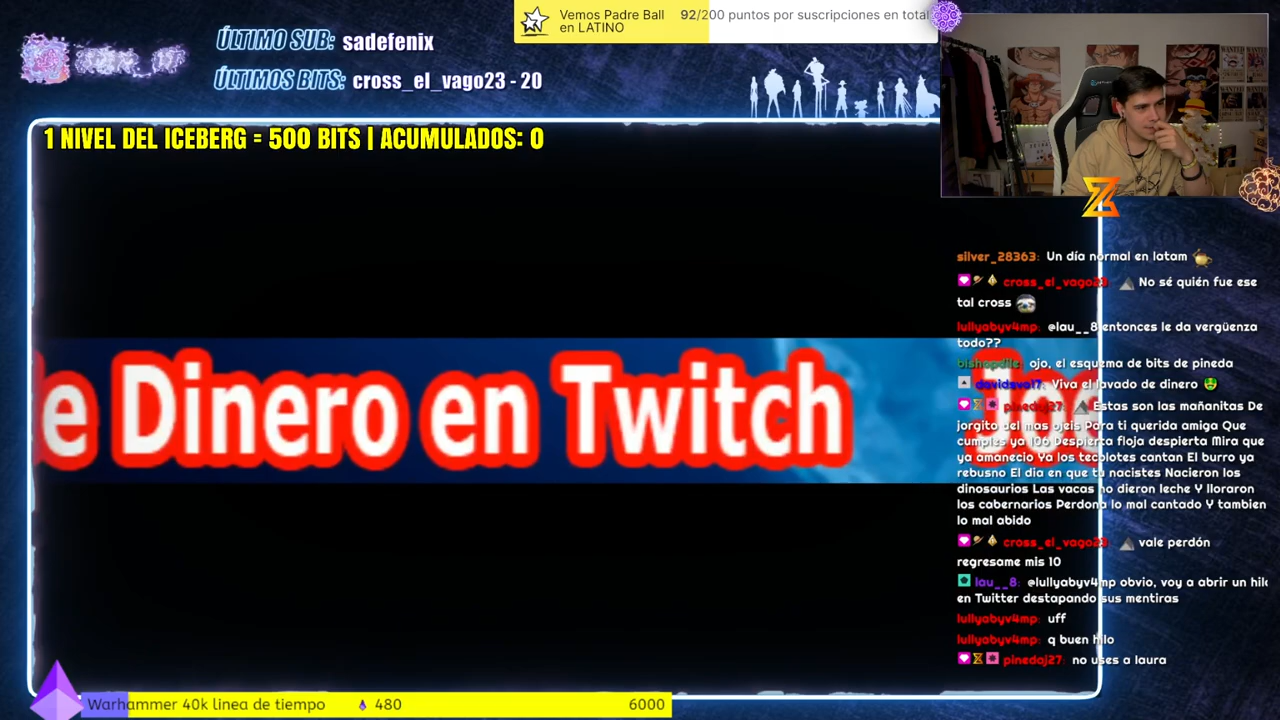 ÚLTIMO SUB: sadefenix
ÚLTIMOS BITS: cross_el_vago23 - 20
Vemos Padre Ball
en LATINO
92/200 puntos por suscripciones en total
1 NIVEL DEL ICEBERG = 500 BITS | ACUMULADOS: 0
e Dinero en Twitch
WANTED
silver_28363: Un día normal en latam
cross_el_vago23 No sé quién fue ese
tal cross
lullyabyv4mp: @lau__8 entonces le da vergüenza
todo??
ojo, el esquema de bits de pineda
Viva el lavado de dinero
pinedaj27: Estas son las mañanitas De
jorgito del mas ojeis Para ti querida amiga Que
cumples ya 106 Despierta floja despierta Mira que
ya amanecio Ya los tecolotes cantan El burro ya
rebusno El dia en que tu nacistes Nacieron los
dinosaurios Las vacas no dieron leche Y lloraron
los cabernarios Perdona lo mal cantado Y tambien
lo mal abido
cross_el_vago23 vale perdón
regresame mis 10
lau__8: @lullyabyv4mp obvio, voy a abrir un hilo
en Twitter destapando sus mentiras
lullyabyv4mp: uff
lullyabyv4mp: q buen hilo
pinedaj27: no uses a laura
Warhammer 40k linea de tiempo 480 6000